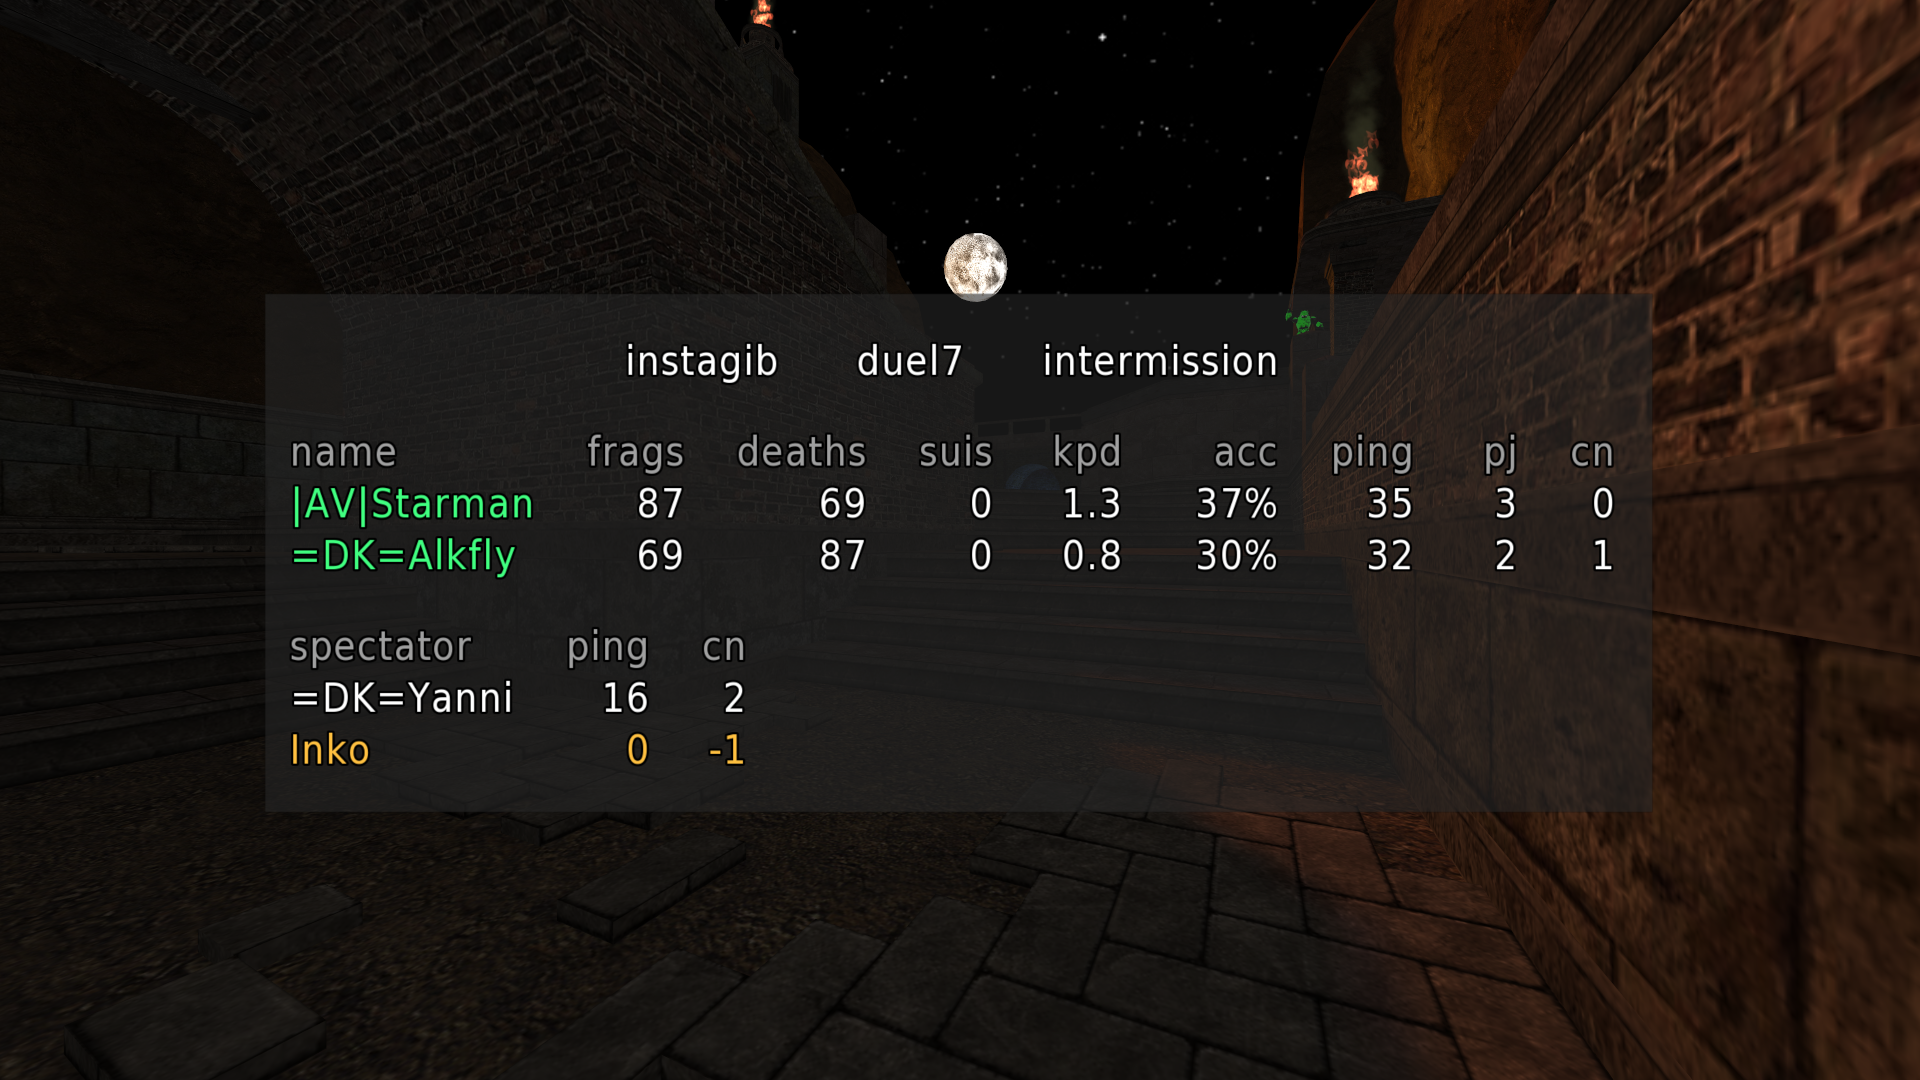 instagib duel7 intermission
name frags deaths suis kpd acc ping pj cn
|AV|Starman 87 69 0 1.3 37% 35 3 0
=DK=Alkfly 69 87 0 0.8 30% 32 2 1
spectator ping cn
=DK=Yanni 16 2
Inko 0 -1